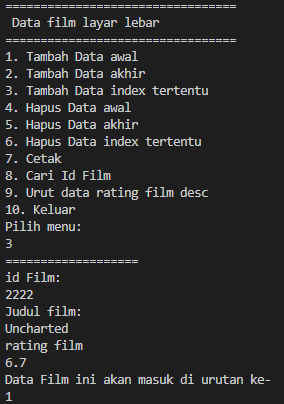 ==================================
Data film layar lebar
==================================
1. Tambah Data awal
2. Tambah Data akhir
3. Tambah Data index tertentu
4. Hapus Data awal
5. Hapus Data akhir
6. Hapus Data index tertentu
7. Cetak
8. Cari Id Film
9. Urut data rating film desc
10. Keluar
Pilih menu:
3
====================
id Film:
2222
Judul film:
Uncharted
rating film
6.7
Data Film ini akan masuk di urutan ke-
1